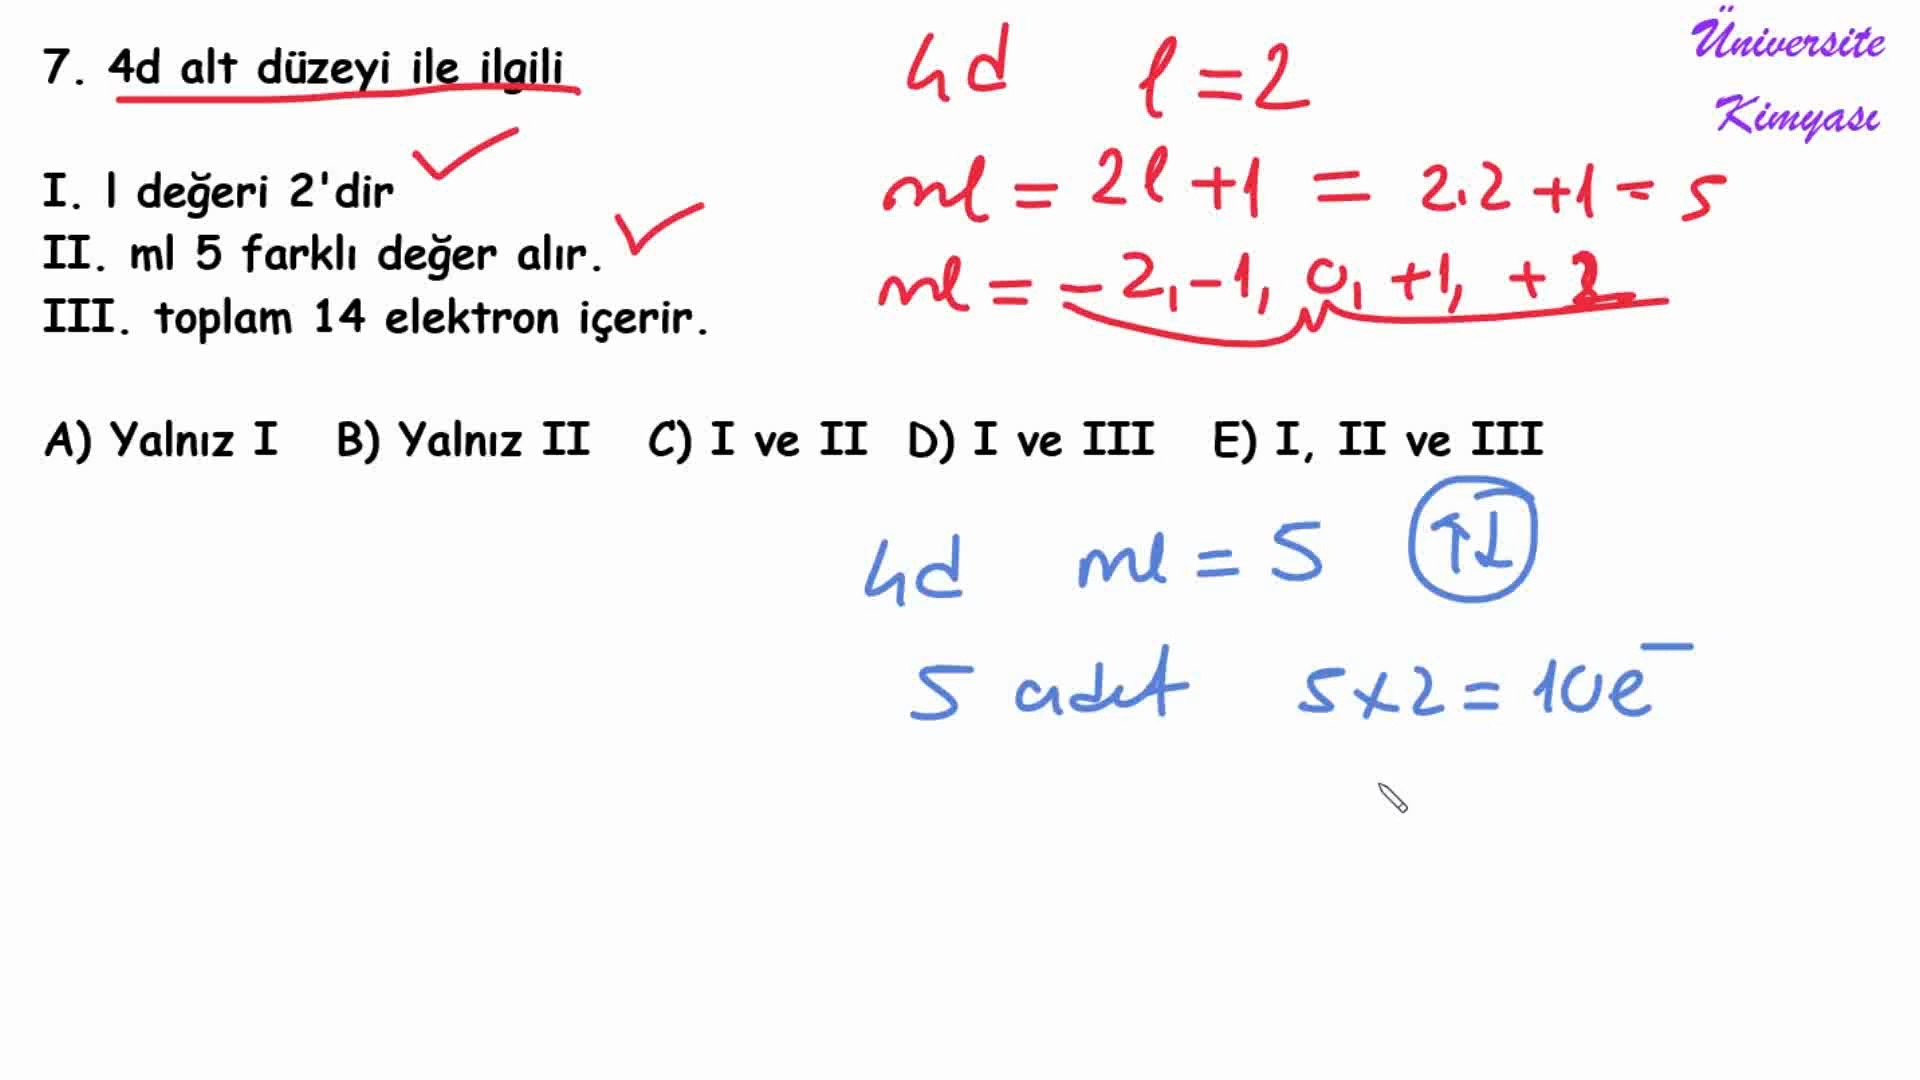 7. 4d alt düzeyi ile ilgili
I. l değeri 2'dir
II. ml 5 farklı değer alır.
III. toplam 14 elektron içerir.
A) Yalnız I B) Yalnız II C) I ve II D) I ve III E) I, II ve III
Üniversite
Kimyası
4d l = 2
ml = 2l + 1 = 2.2 + 1 = 5
ml = -2, -1, 0, +1, +2
4d ml = 5 ↑↓
5 adet 5 x 2 = 10e⁻